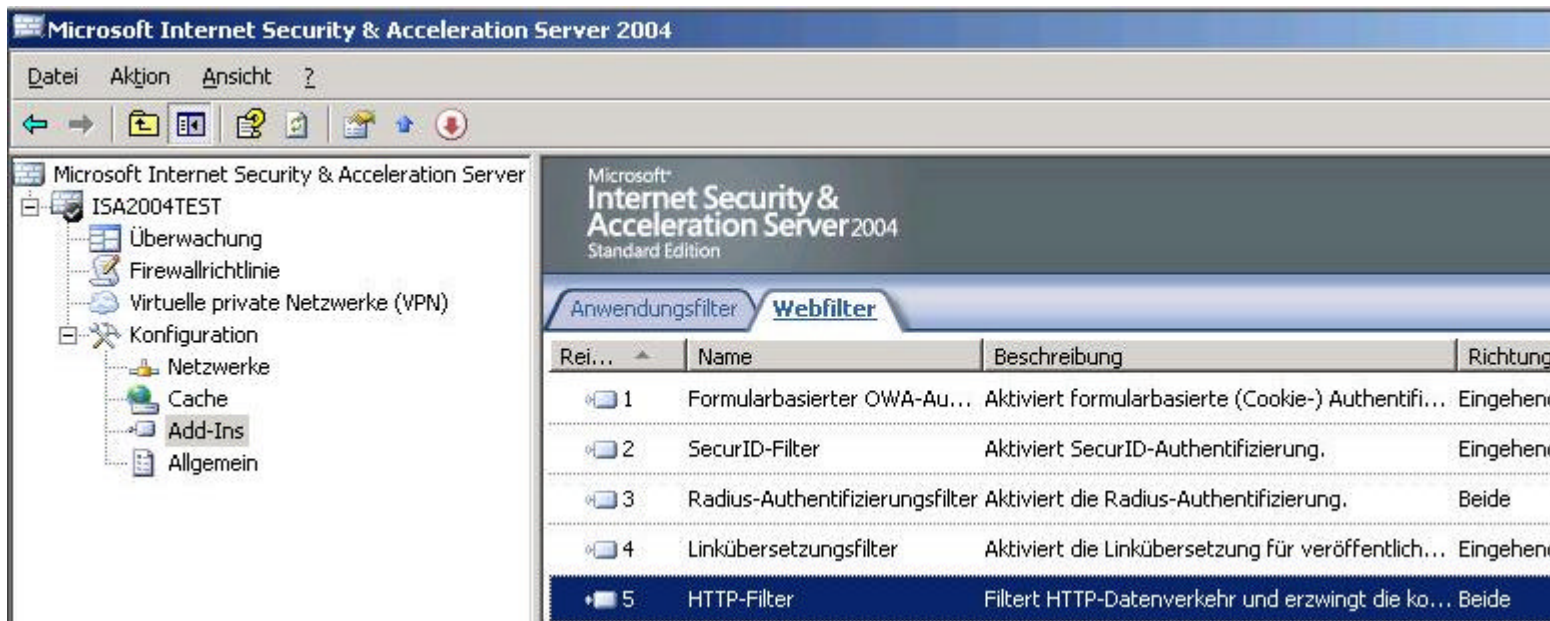 Microsoft Internet Security & Acceleration Server 2004
Datei Aktion Ansicht ?
Microsoft Internet Security & Acceleration Server
ISA2004TEST
Überwachung
Firewallrichtlinie
Virtuelle private Netzwerke (VPN)
Konfiguration
Netzwerke
Cache
Add-Ins
Allgemein
Microsoft
Internet Security &
Acceleration Server 2004
Standard Edition
Anwendungsfilter Webfilter
Rei... Name Beschreibung Richtung
1 Formularbasierter OWA-Au... Aktiviert formularbasierte (Cookie-) Authentifi... Eingehend
2 SecurID-Filter Aktiviert SecurID-Authentifizierung. Eingehend
3 Radius-Authentifizierungsfilter Aktiviert die Radius-Authentifizierung. Beide
4 Linkübersetzungsfilter Aktiviert die Linkübersetzung für veröffentlich... Eingehend
5 HTTP-Filter Filtert HTTP-Datenverkehr und erzwingt die ko... Beide